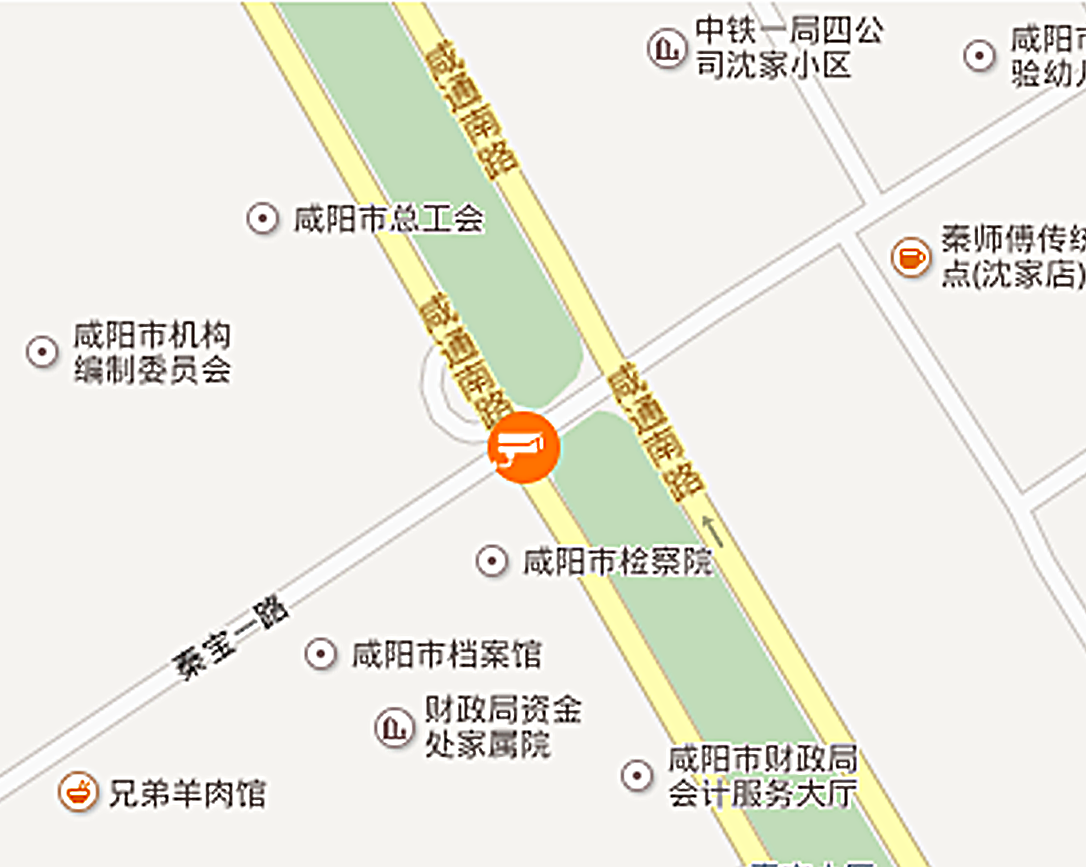 中铁一局四公
司沈家小区
咸阳市
验幼儿
咸通南路
咸阳市总工会
秦师傅传统
点(沈家店)
咸通南路
咸阳市机构
编制委员会
咸通南路
咸阳市检察院
秦宝一路
咸阳市档案馆
财政局资金
处家属院
咸阳市财政局
会计服务大厅
兄弟羊肉馆